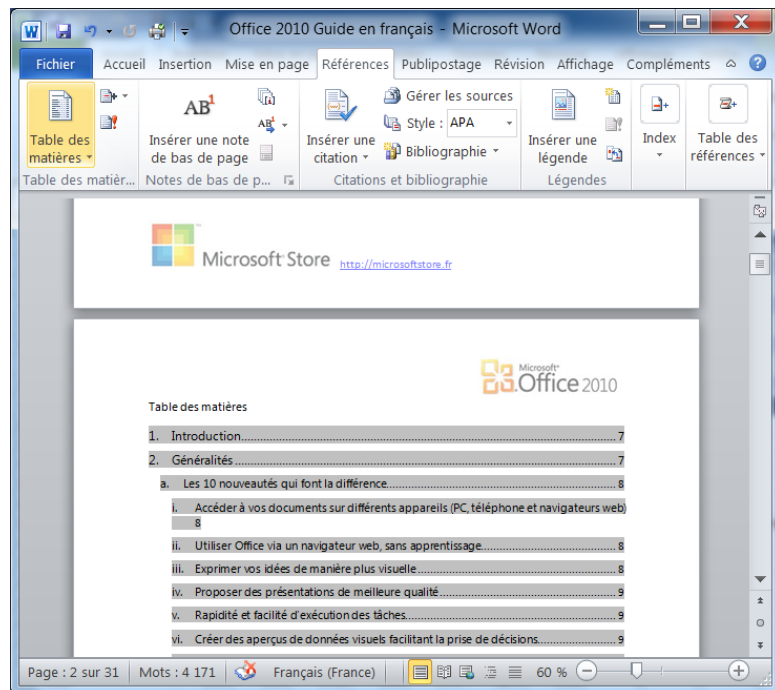 Office 2010 Guide en français - Microsoft Word
Fichier Accueil Insertion Mise en page Références Publipostage Révision Affichage Compléments
Table des matières
AB¹
Insérer une note de bas de page
AB
Insérer une citation
Gérer les sources
Style : APA
Bibliographie
Insérer une légende
Index
Table des références
Table des matièr... Notes de bas de p... Citations et bibliographie Légendes
Microsoft Store http://microsoftstore.fr
Microsoft
Office 2010
Table des matières
1. Introduction 7
2. Généralités 7
a. Les 10 nouveautés qui font la différence 8
i. Accéder à vos documents sur différents appareils (PC, téléphone et navigateurs web)
8
ii. Utiliser Office via un navigateur web, sans apprentissage 8
iii. Exprimer vos idées de manière plus visuelle 8
iv. Proposer des présentations de meilleure qualité 9
v. Rapidité et facilité d'exécution des tâches 9
vi. Créer des aperçus de données visuels facilitant la prise de décisions 9
Page : 2 sur 31 Mots : 4 171 Français (France) 60 %